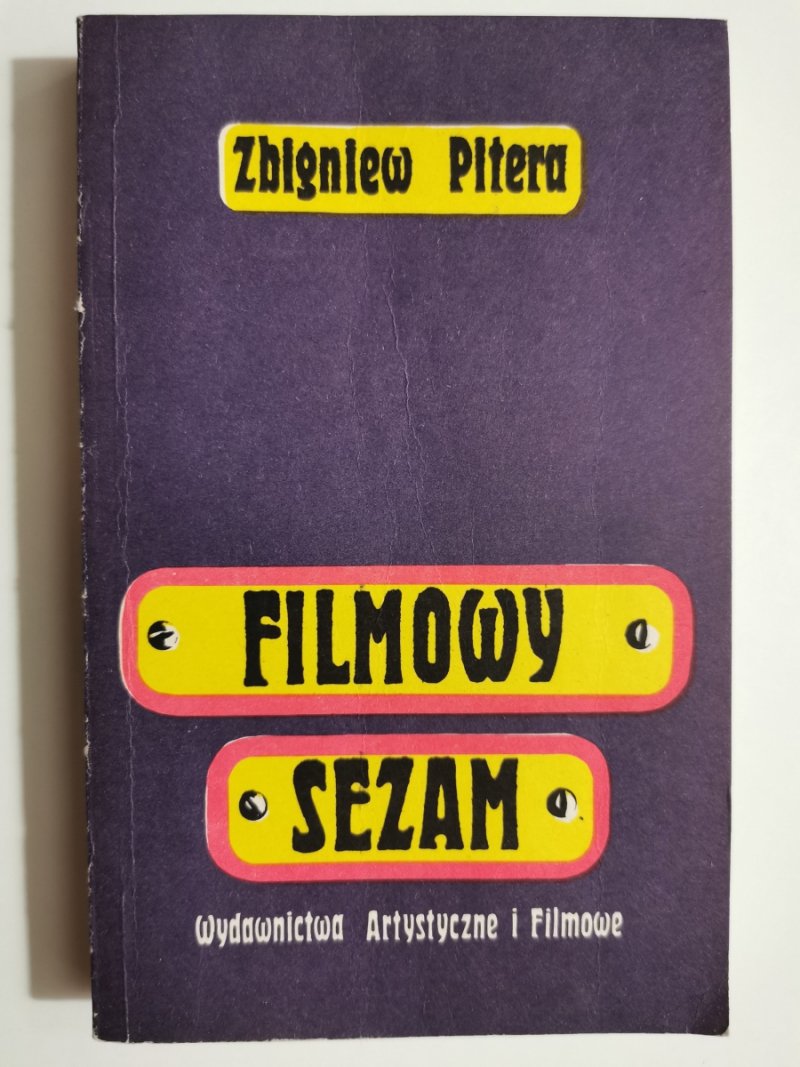 Zbigniew Pitera
FILMOWY
SEZAM
Wydawnictwa Artystyczne i Filmowe